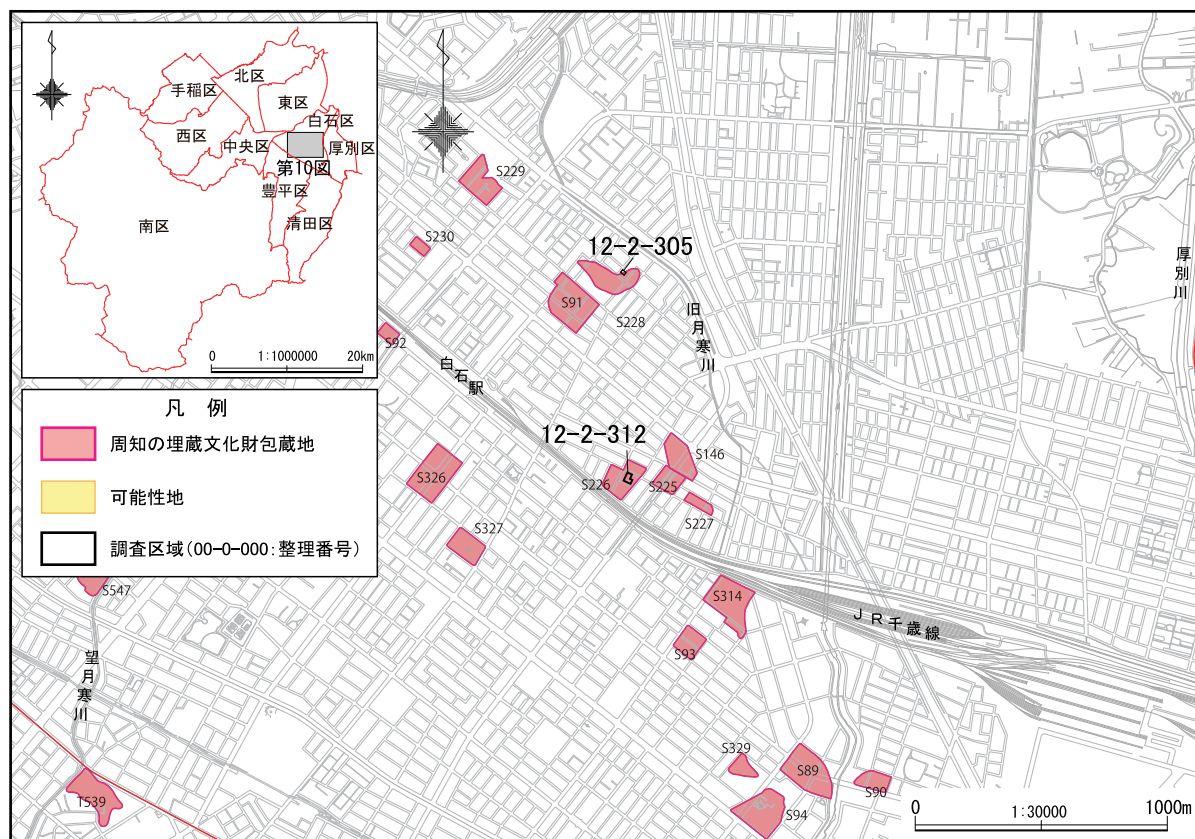 北区
手稲区
東区
白石区
西区
中央区
厚別区
第10図
豊平区
清田区
南区
0 1:1000000 20km
凡 例
周知の埋蔵文化財包蔵地
可能性地
調査区域(00-0-000:整理番号)
S229
S230
12-2-305
S91
S228
旧月寒川
厚別川
S92
白石駅
12-2-312
S146
S226
S225
S227
S326
S327
S547
S314
JR千歳線
S93
望月寒川
T539
S329
S89
S90
S94
0 1:30000 1000m